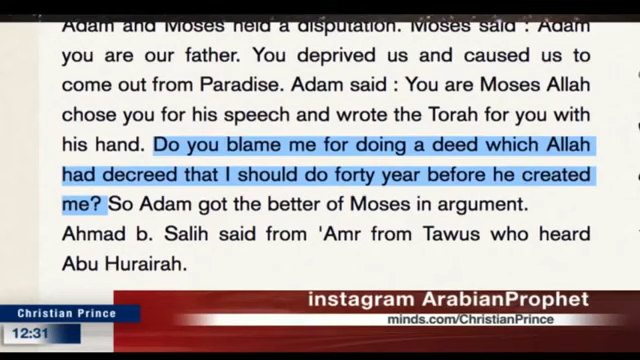 Adam and Moses held a disputation. Moses said : Adam
you are our father. You deprived us and caused us to
come out from Paradise. Adam said : You are Moses Allah
chose you for his speech and wrote the Torah for you with
his hand. Do you blame me for doing a deed which Allah
had decreed that I should do forty year before he created
me? So Adam got the better of Moses in argument.
Ahmad b. Salih said from 'Amr from Tawus who heard
Abu Hurairah.
Christian Prince
12:31
instagram ArabianProphet
minds.com/ChristianPrince